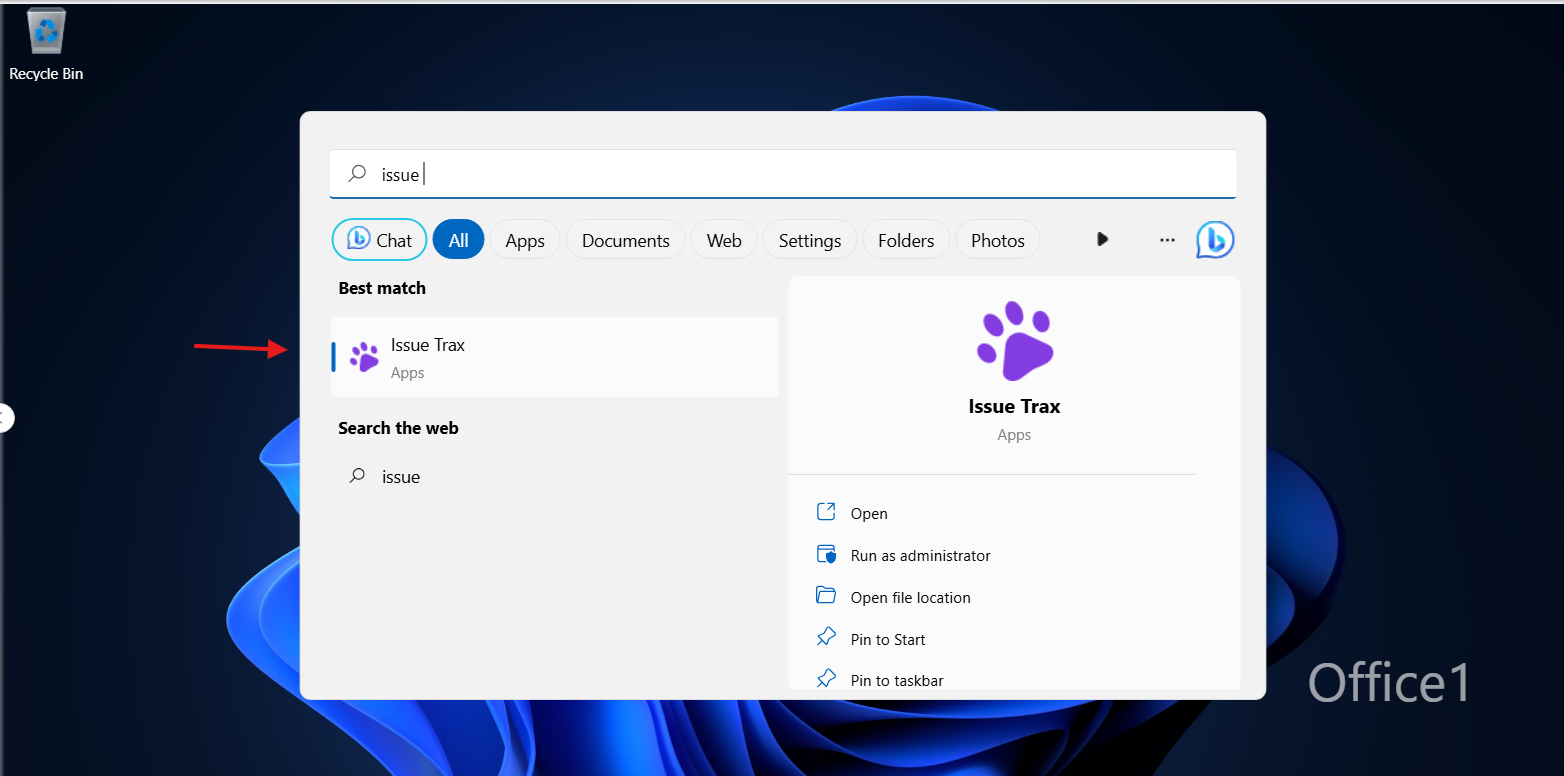 Recycle Bin
issue
Chat All Apps Documents Web Settings Folders Photos ...
Best match
Issue Trax
Apps
Search the web
issue
Issue Trax
Apps
Open
Run as administrator
Open file location
Pin to Start
Pin to taskbar
Office1